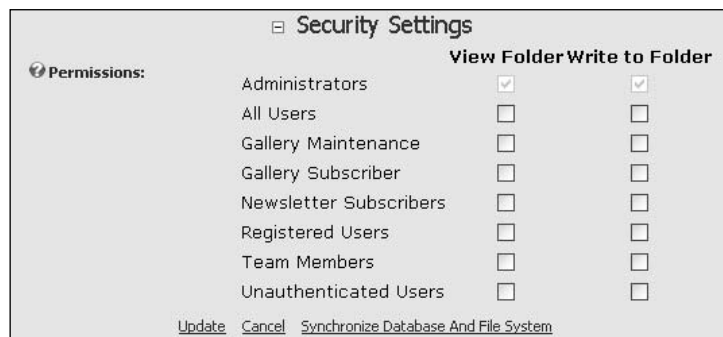 Security Settings
View Folder Write to Folder
Permissions:
Administrators
All Users
Gallery Maintenance
Gallery Subscriber
Newsletter Subscribers
Registered Users
Team Members
Unauthenticated Users
Update Cancel Synchronize Database And File System